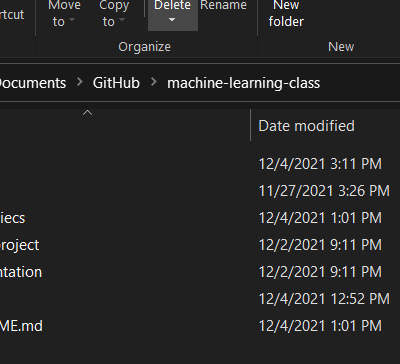 rtcut Move to Copy to Delete Rename New folder
Organize New
ocuments > GitHub > machine-learning-class
Date modified
12/4/2021 3:11 PM
11/27/2021 3:26 PM
iecs 12/4/2021 1:01 PM
roject 12/2/2021 9:11 PM
ntation 12/2/2021 9:11 PM
12/4/2021 12:52 PM
ME.md 12/4/2021 1:01 PM